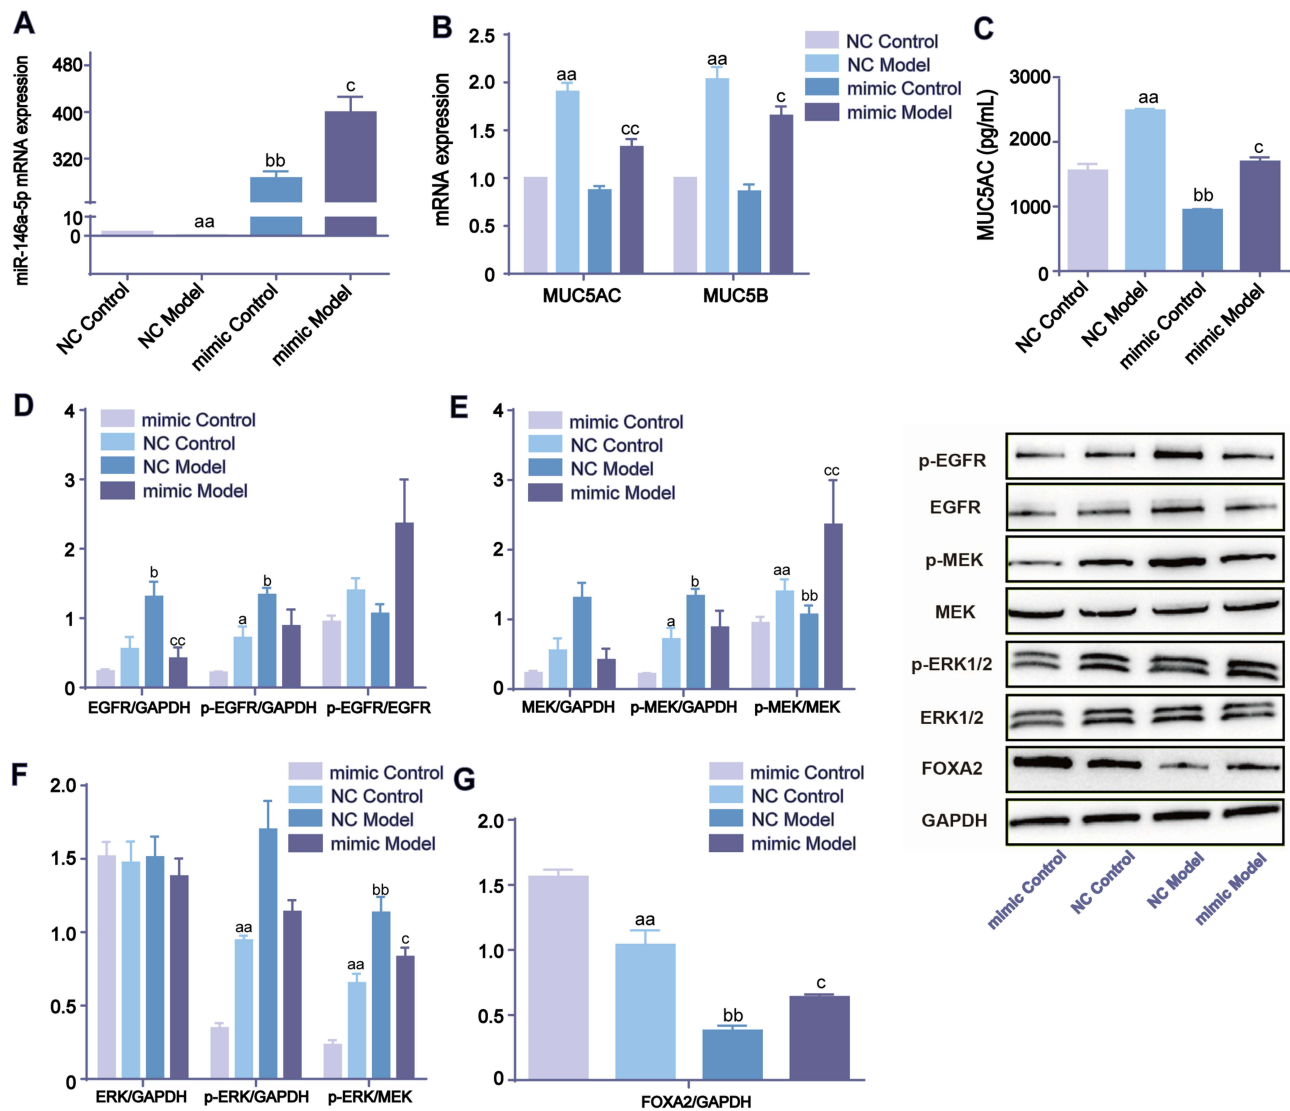 A
miR-146a-5p mRNA expression
480
400
320
10
0
aa
bb
c
NC Control
NC Model
mimic Control
mimic Model
B
mRNA expression
2.5
2.0
1.5
1.0
0.5
0
aa
cc
aa
c
MUC5AC
MUC5B
NC Control
NC Model
mimic Control
mimic Model
C
MUC5AC (pg/mL)
3000
2000
1000
0
aa
bb
c
NC Control
NC Model
mimic Control
mimic Model
D
4
3
2
1
0
mimic Control
NC Control
NC Model
mimic Model
b
cc
a
b
EGFR/GAPDH
p-EGFR/GAPDH
p-EGFR/EGFR
E
4
3
2
1
0
mimic Control
NC Control
NC Model
mimic Model
a
b
aa
bb
cc
MEK/GAPDH
p-MEK/GAPDH
p-MEK/MEK
p-EGFR
EGFR
p-MEK
MEK
p-ERK1/2
ERK1/2
FOXA2
GAPDH
mimic Control
NC Control
NC Model
mimic Model
F
2.0
1.5
1.0
0.5
0
mimic Control
NC Control
NC Model
mimic Model
aa
aa
bb
c
ERK/GAPDH
p-ERK/GAPDH
p-ERK/MEK
G
2.0
1.5
1.0
0.5
0
mimic Control
NC Control
NC Model
mimic Model
aa
bb
c
FOXA2/GAPDH